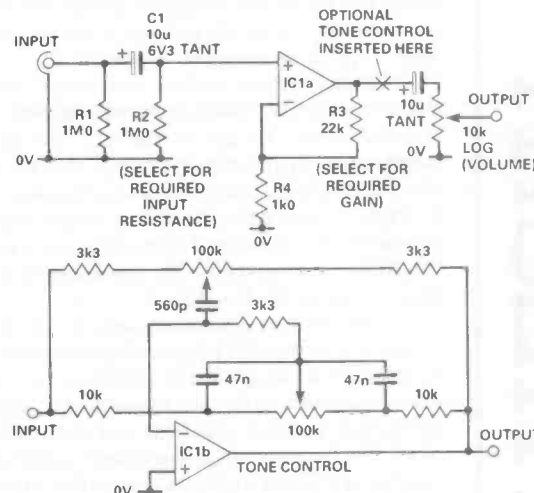 OPTIONAL
TONE CONTROL
INSERTED HERE
INPUT
C1
10u
6V3 TANT
+
+
−
IC1a
+
R1
1M0
R2
1M0
R3
22k
10u
TANT
OUTPUT
10k
LOG
(VOLUME)
0V
0V
(SELECT FOR
REQUIRED
INPUT
RESISTANCE)
R4
1k0
(SELECT FOR
REQUIRED
GAIN)
0V
3k3
100k
3k3
560p
3k3
47n
47n
10k
100k
10k
INPUT
−
IC1b
+
TONE CONTROL
OUTPUT
0V